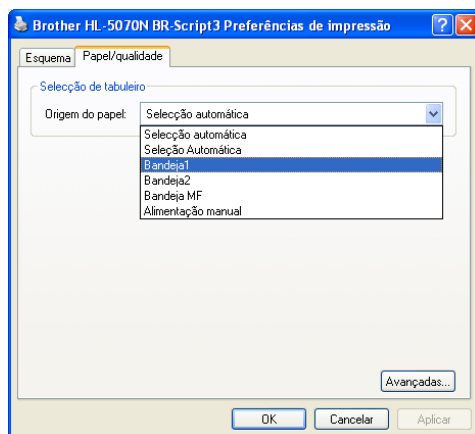 Brother HL-5070N BR-Script3 Preferências de impressão
Esquema Papel/qualidade
Selecção de tabuleiro
Origem do papel: Selecção automática
Selecção automática
Seleção Automática
Bandeja1
Bandeja2
Bandeja MF
Alimentação manual
Avançadas...
OK Cancelar Aplicar